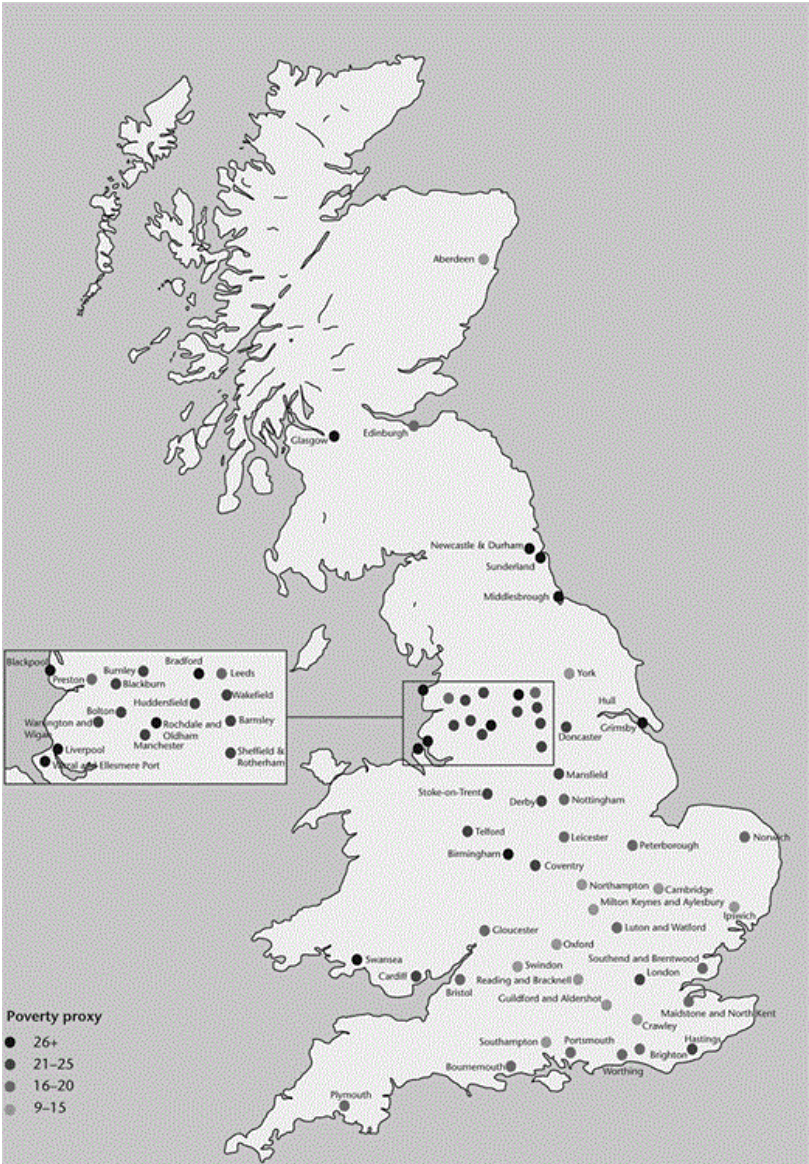 Aberdeen
Edinburgh
Glasgow
Newcastle & Durham
Sunderland
Middlesbrough
York
Hull
Grimsby
Doncaster
Blackpool
Preston
Burnley
Bradford
Leeds
Blackburn
Huddersfield
Wakefield
Bolton
Warrington and
Wigan
Rochdale and
Oldham
Barnsley
Manchester
Liverpool
Wirral and Ellesmere Port
Sheffield &
Rotherham
Mansfield
Stoke-on-Trent
Derby
Nottingham
Telford
Leicester
Peterborough
Norwich
Birmingham
Coventry
Northampton
Cambridge
Milton Keynes and Aylesbury
Ipswich
Gloucester
Luton and Watford
Oxford
Swansea
Cardiff
Swindon
Southend and Brentwood
London
Bristol
Reading and Bracknell
Guildford and Aldershot
Maidstone and North Kent
Crawley
Southampton
Portsmouth
Hastings
Brighton
Worthing
Bournemouth
Plymouth
Poverty proxy
26+
21–25
16–20
9–15